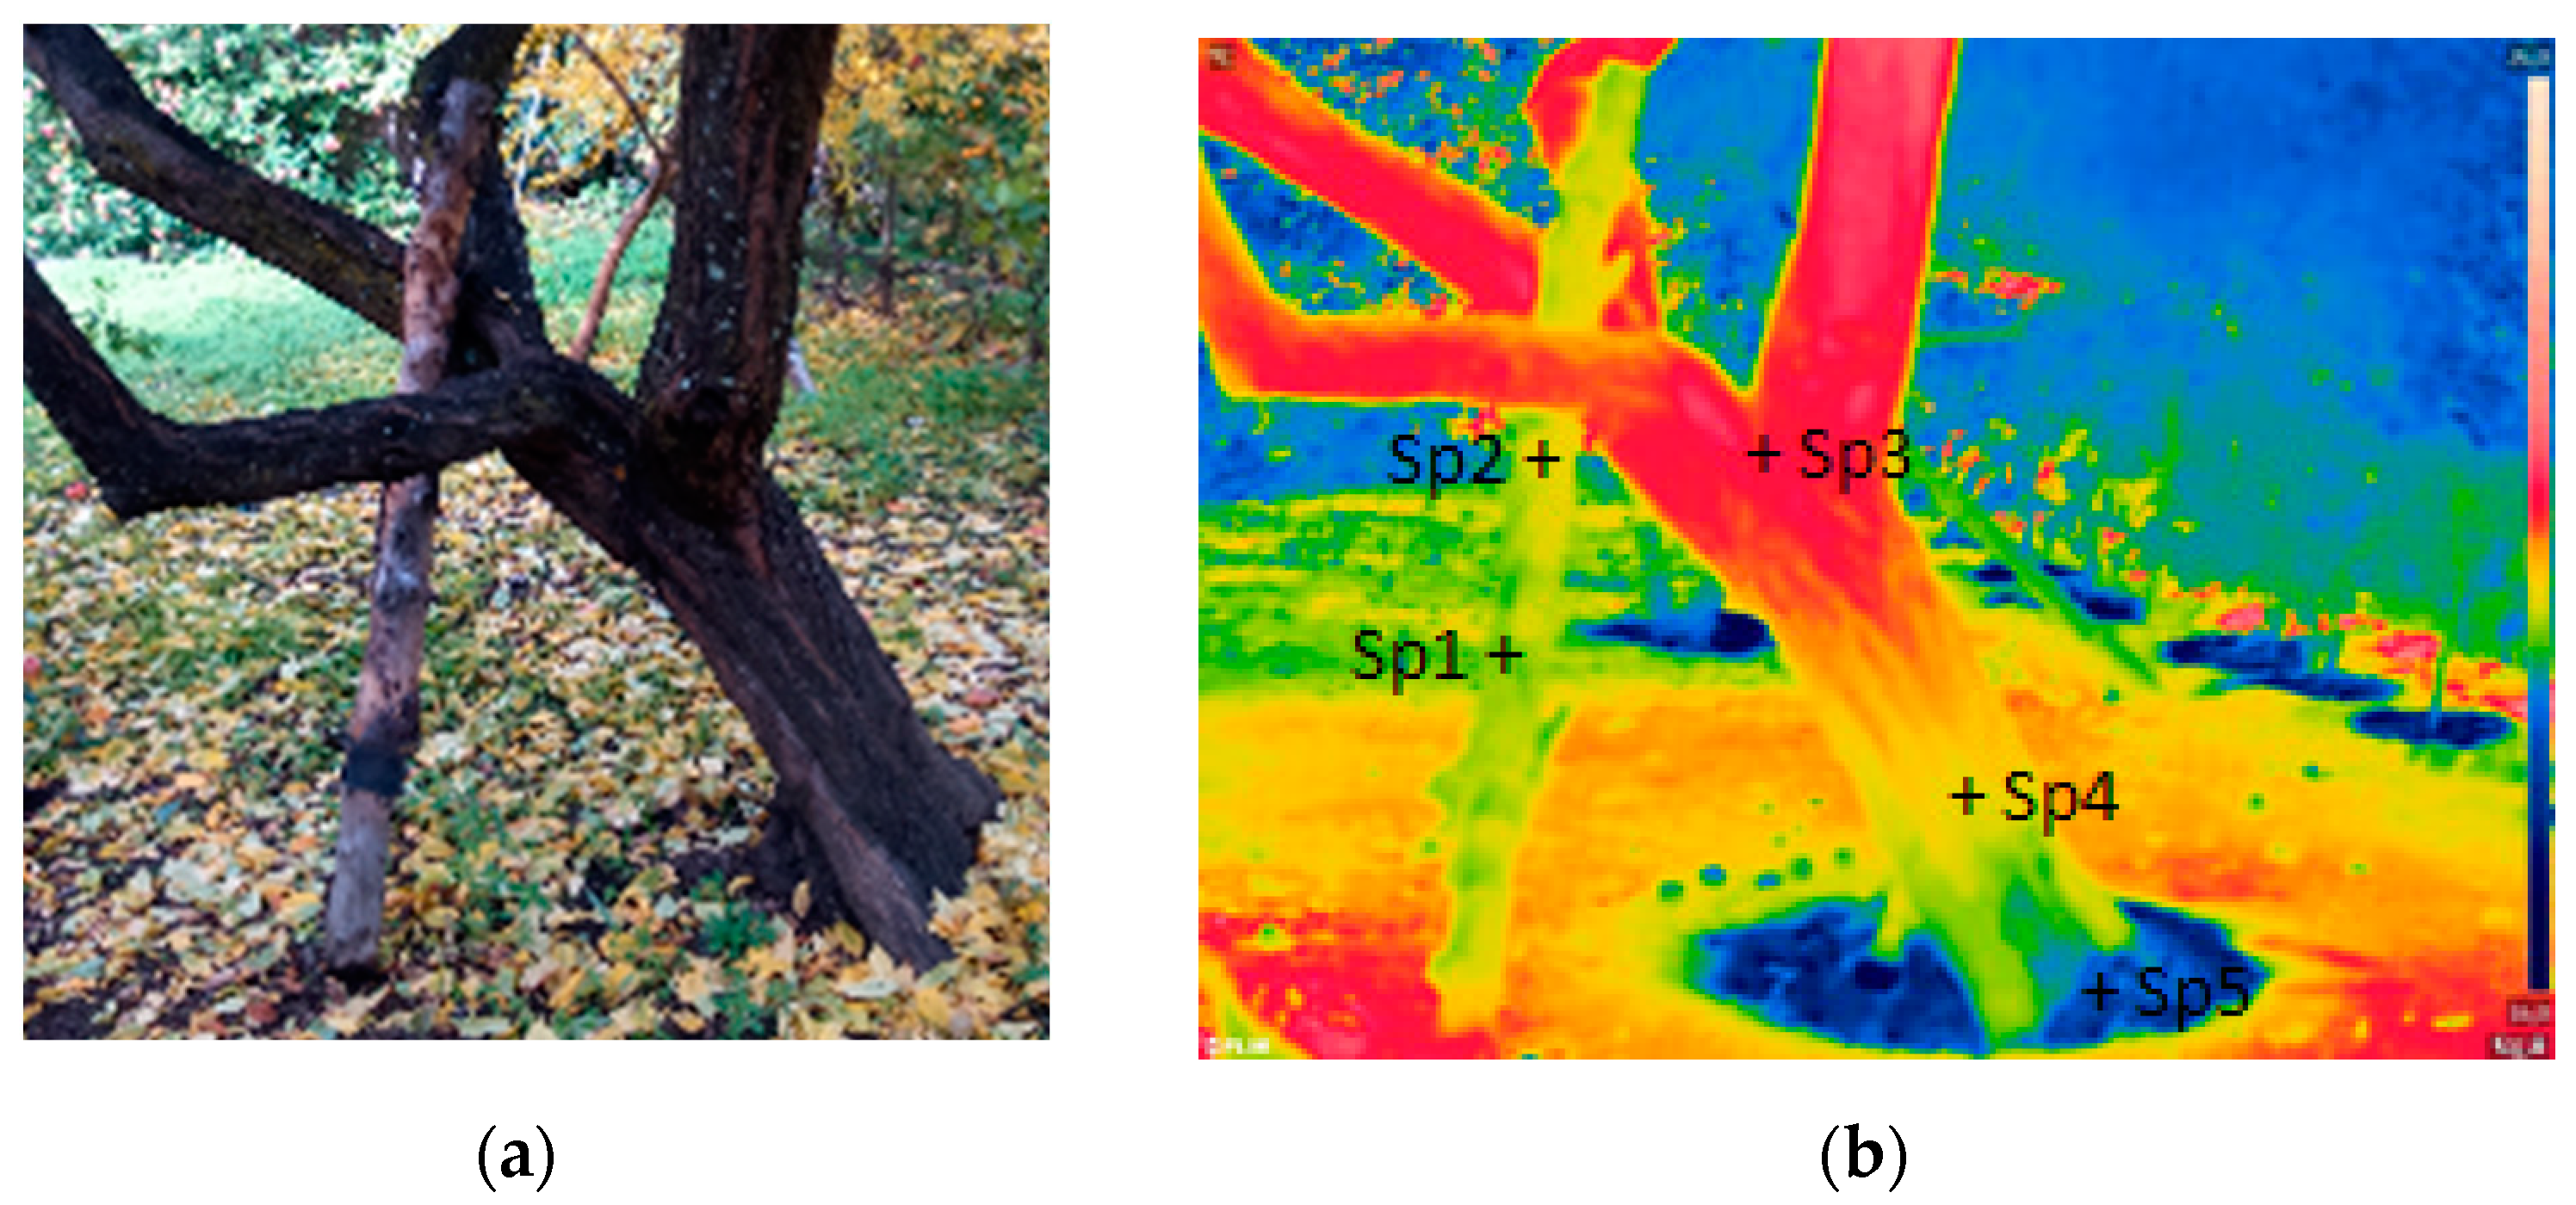 Sp2 + + Sp3
Sp1 +
+ Sp4
+ Sp5
(a) (b)